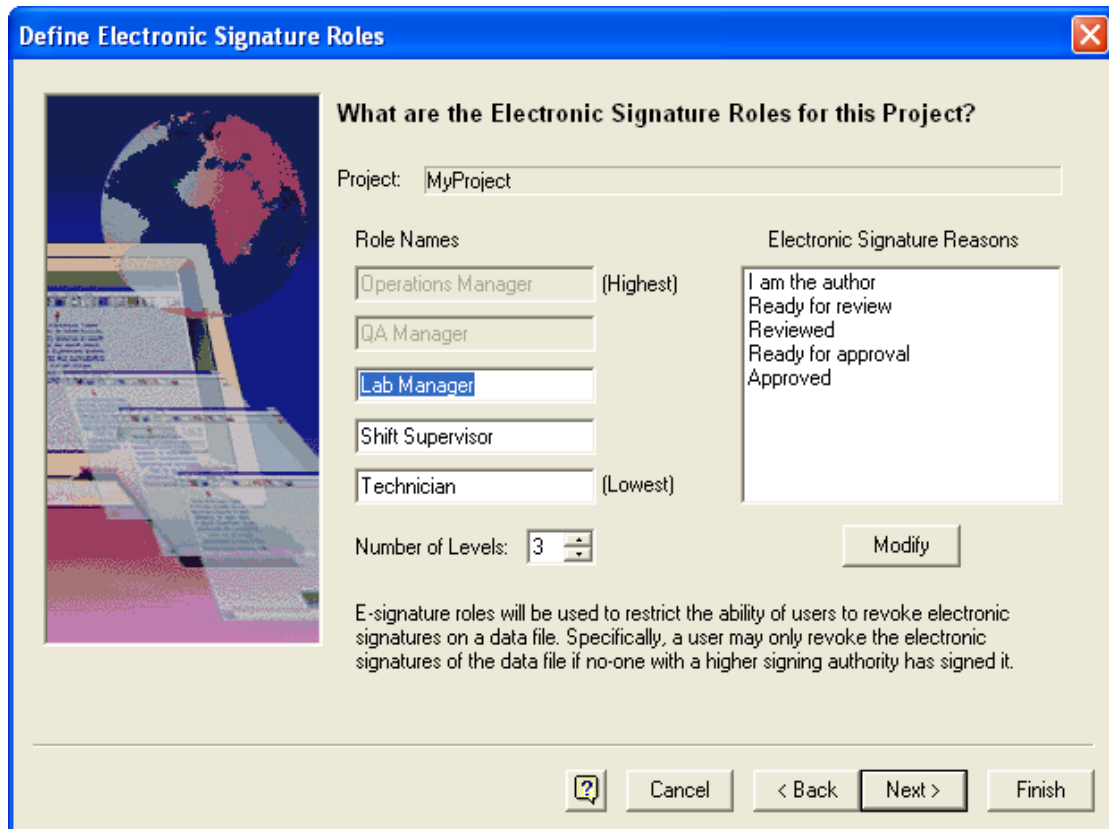 Define Electronic Signature Roles
What are the Electronic Signature Roles for this Project?
Project: MyProject
Role Names
Operations Manager (Highest)
QA Manager
Lab Manager
Shift Supervisor
Technician (Lowest)
Number of Levels: 3
Electronic Signature Reasons
I am the author
Ready for review
Reviewed
Ready for approval
Approved
Modify
E-signature roles will be used to restrict the ability of users to revoke electronic
signatures on a data file. Specifically, a user may only revoke the electronic
signatures of the data file if no-one with a higher signing authority has signed it.
? Cancel < Back Next > Finish